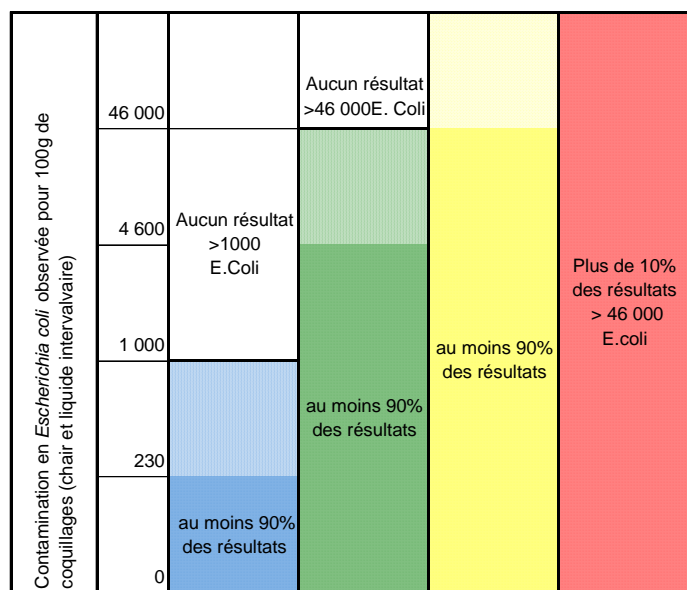 Contamination en Escherichia coli observée pour 100g de
coquillages (chair et liquide intervalvaire)
46 000
4 600
1 000
230
0
Aucun résultat
>1000
E.Coli
au moins 90%
des résultats
Aucun résultat
>46 000E. Coli
au moins 90%
des résultats
au moins 90%
des résultats
Plus de 10%
des résultats
> 46 000
E.coli